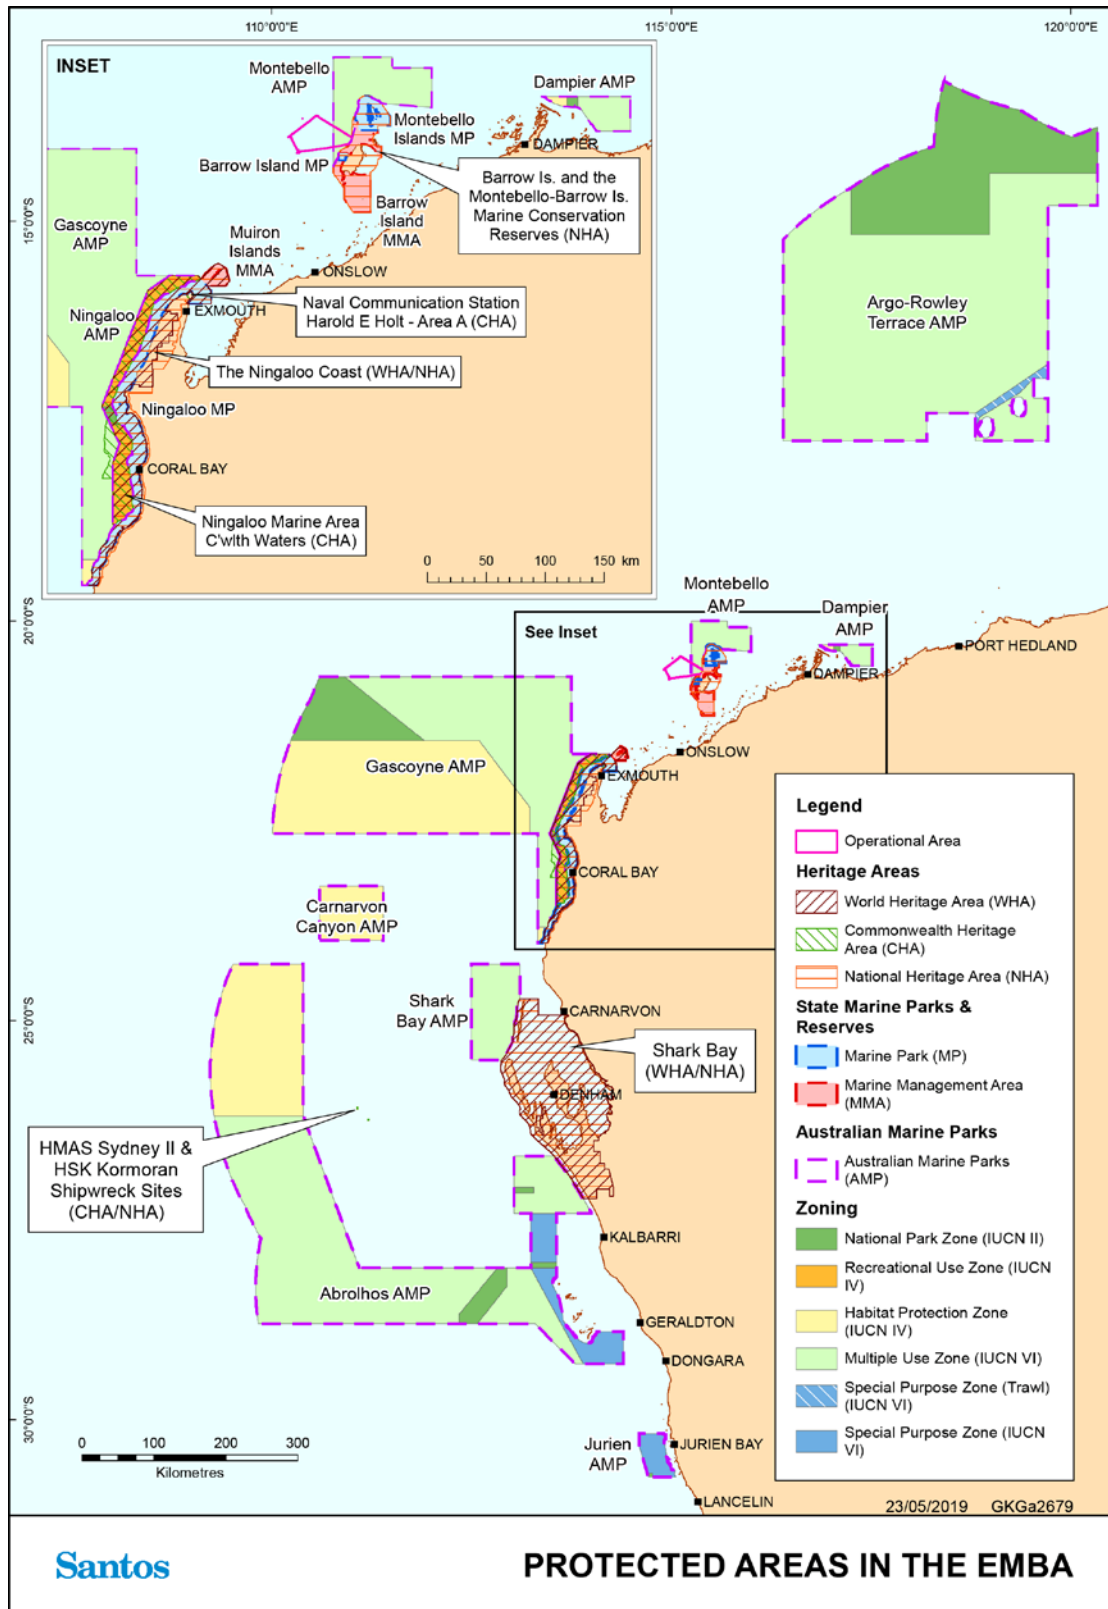 110°0'0"E
115°0'0"E
120°0'0"E
15°0'0"S
20°0'0"S
25°0'0"S
30°0'0"S
INSET
Montebello
AMP
Dampier AMP
Montebello
Islands MP
DAMPIER
Barrow Island MP
Barrow Is. and the
Montebello-Barrow Is.
Marine Conservation
Reserves (NHA)
Barrow
Island
MMA
Gascoyne
AMP
Muiron
Islands
MMA
ONSLOW
Naval Communication Station
Harold E Holt - Area A (CHA)
Ningaloo
AMP
EXMOUTH
The Ningaloo Coast (WHA/NHA)
Ningaloo MP
CORAL BAY
Ningaloo Marine Area
C'wlth Waters (CHA)
0 50 100 150 km
Argo-Rowley
Terrace AMP
Montebello
AMP
Dampier
AMP
See Inset
PORT HEDLAND
DAMPIER
ONSLOW
Gascoyne AMP
EXMOUTH
CORAL BAY
Carnarvon
Canyon AMP
Shark
Bay AMP
CARNARVON
Shark Bay
(WHA/NHA)
DENHAM
HMAS Sydney II &
HSK Kormoran
Shipwreck Sites
(CHA/NHA)
KALBARRI
Abrolhos AMP
GERALDTON
DONGARA
Jurien
AMP
JURIEN BAY
LANCELIN
0 100 200 300
Kilometres
Legend
Operational Area
Heritage Areas
World Heritage Area (WHA)
Commonwealth Heritage
Area (CHA)
National Heritage Area (NHA)
State Marine Parks &
Reserves
Marine Park (MP)
Marine Management Area
(MMA)
Australian Marine Parks
Australian Marine Parks
(AMP)
Zoning
National Park Zone (IUCN II)
Recreational Use Zone (IUCN
IV)
Habitat Protection Zone
(IUCN IV)
Multiple Use Zone (IUCN VI)
Special Purpose Zone (Trawl)
(IUCN VI)
Special Purpose Zone (IUCN
VI)
23/05/2019 GKGa2679
Santos
PROTECTED AREAS IN THE EMBA